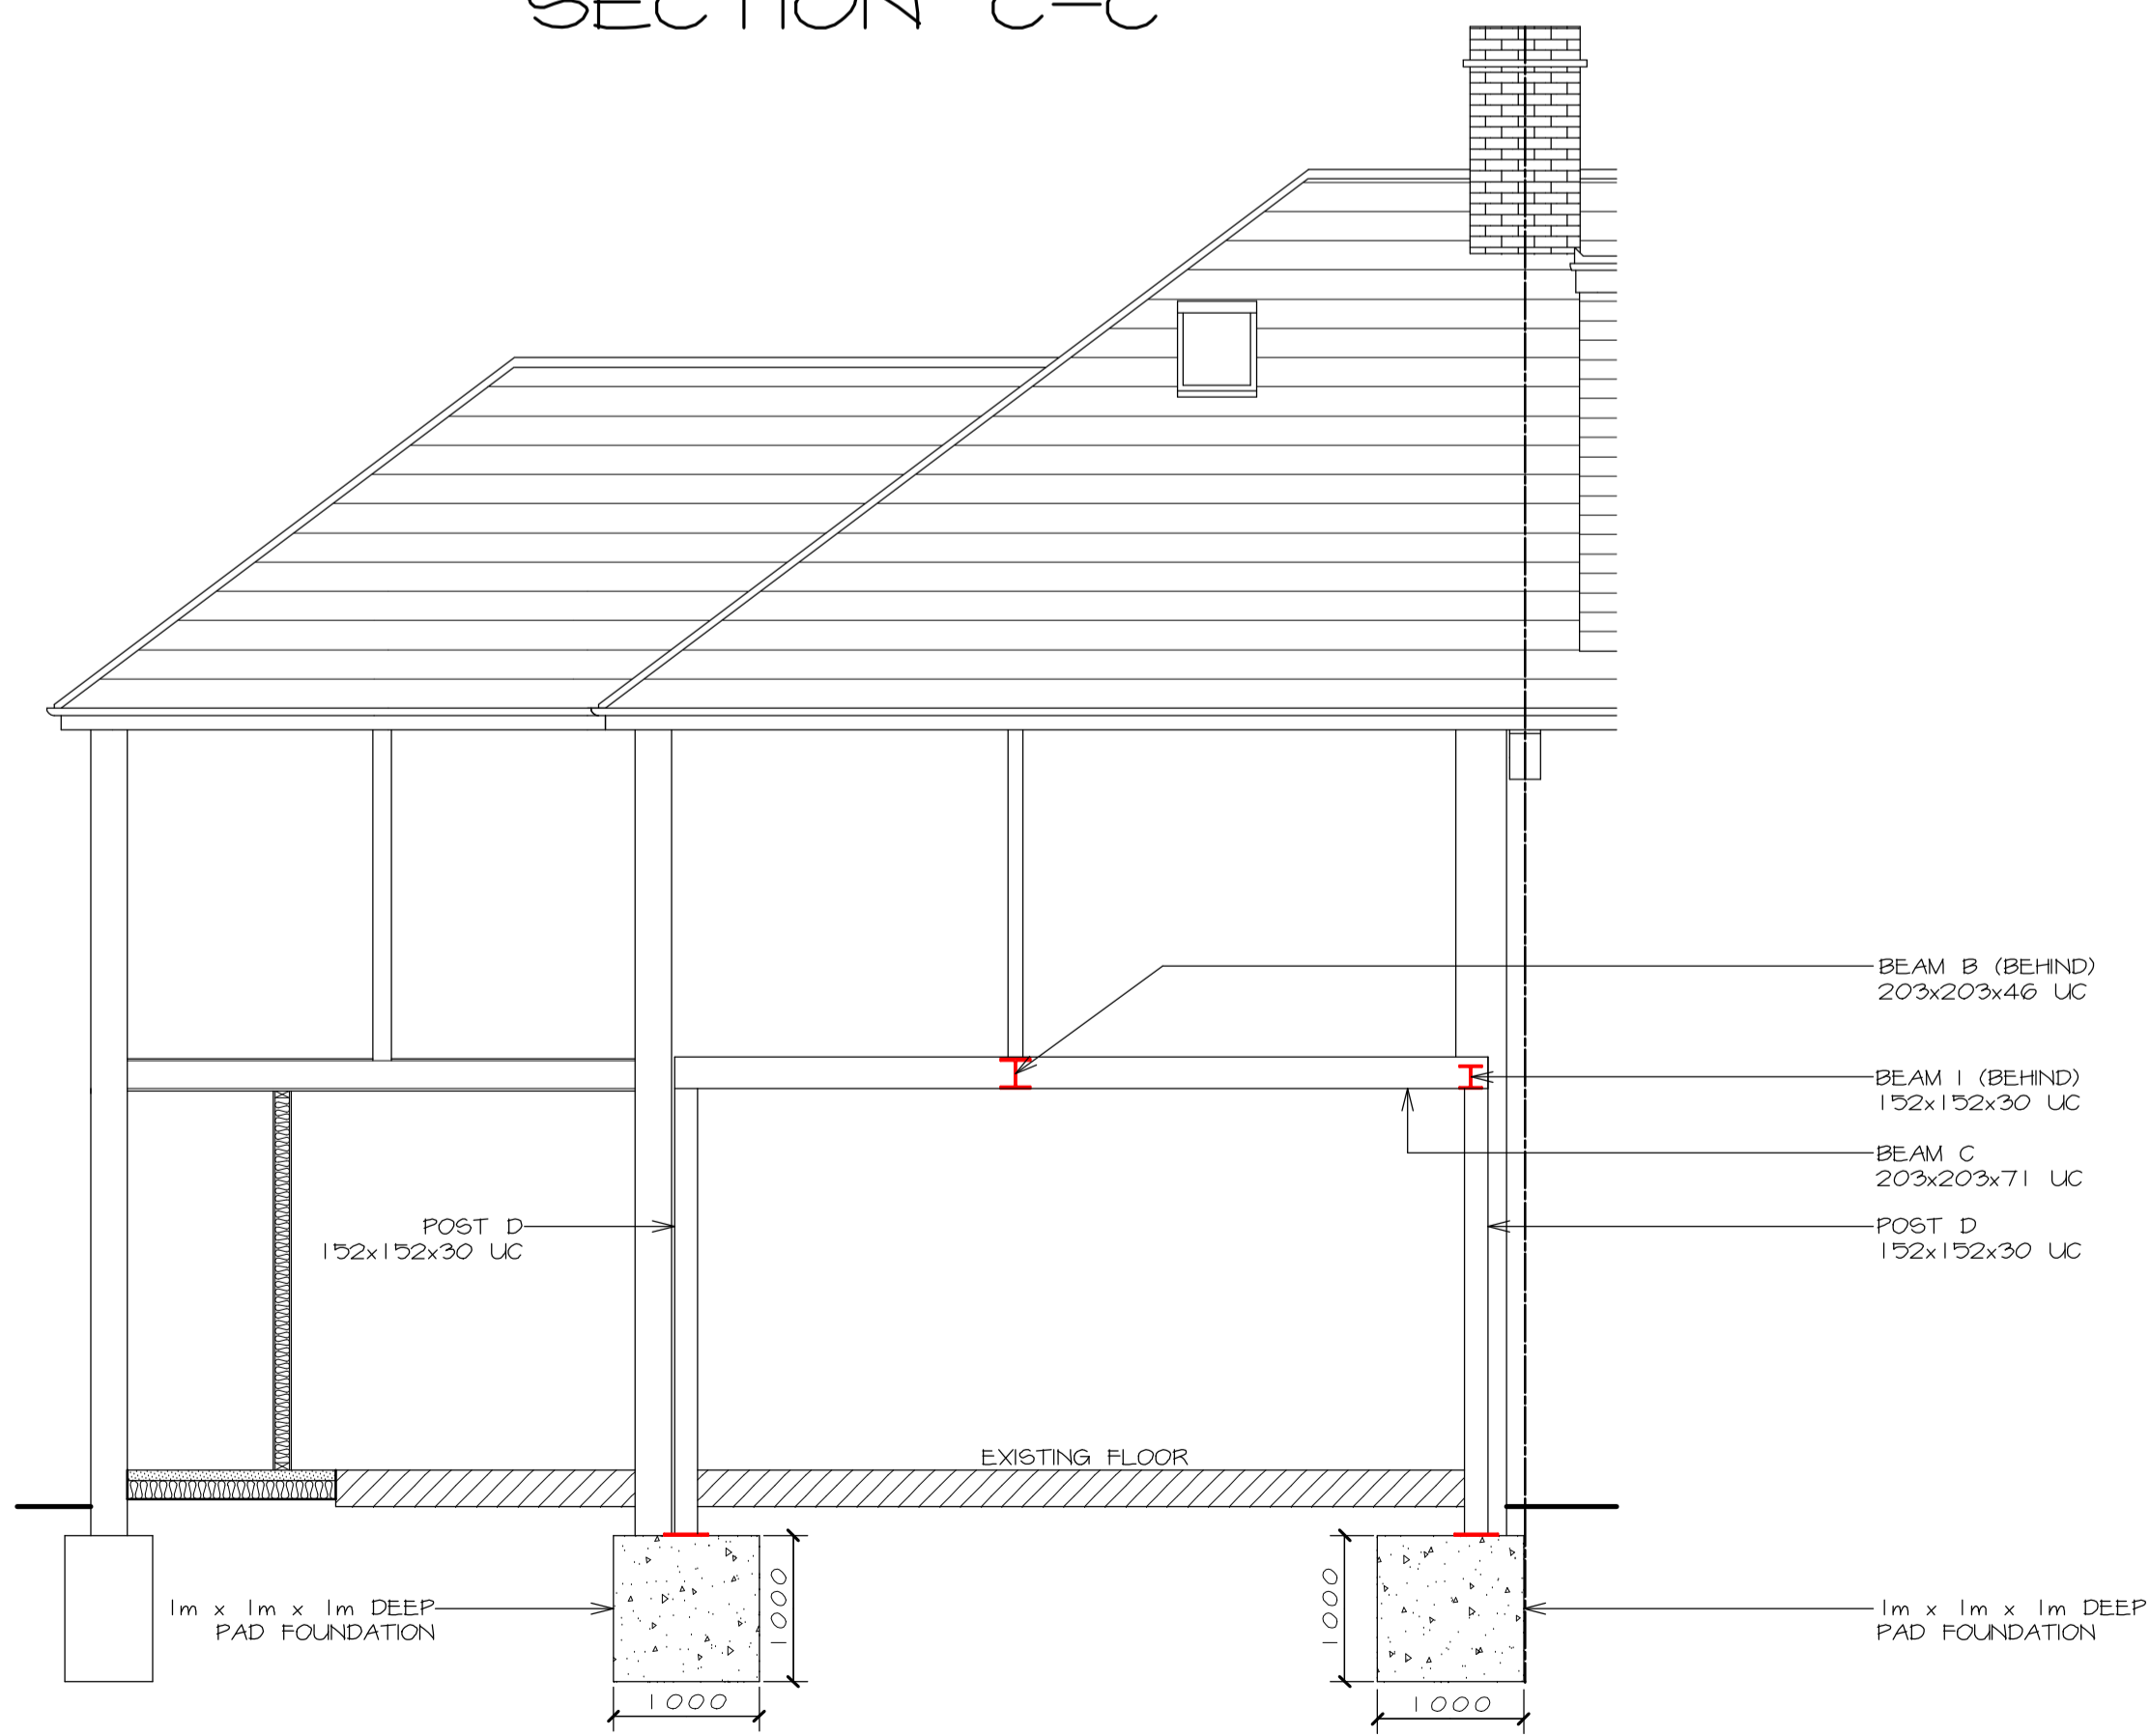 SECTION C-C
BEAM B (BEHIND)
203x203x46 UC
BEAM I (BEHIND)
152x152x30 UC
BEAM C
203x203x71 UC
POST D
152x152x30 UC
POST D
152x152x30 UC
EXISTING FLOOR
1m x 1m x 1m DEEP
PAD FOUNDATION
1000
1000
1000
1000
1m x 1m x 1m DEEP
PAD FOUNDATION